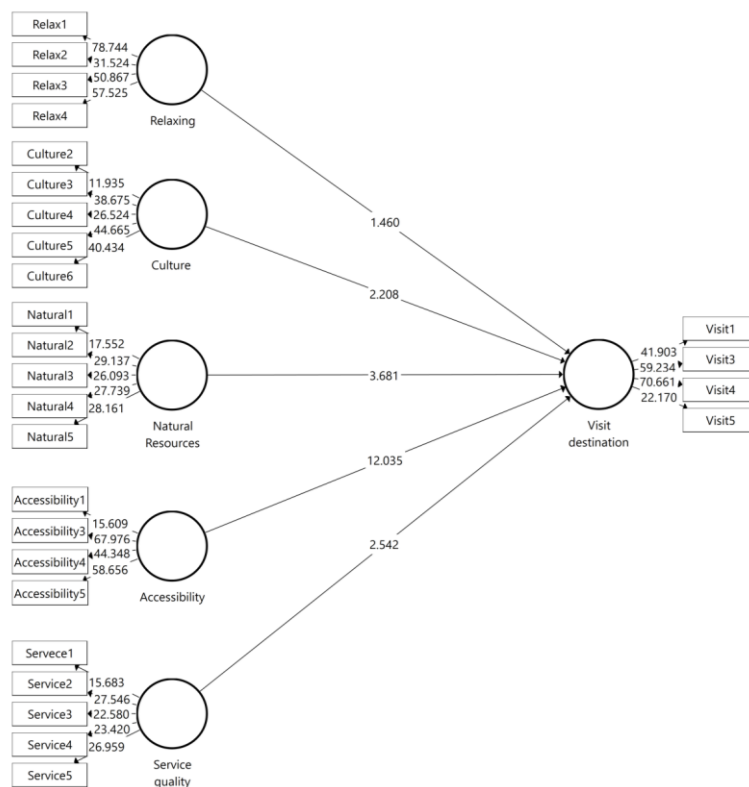 Relax1
78.744
Relax2
31.524
50.867
Relax3
57.525
Relax4
Relaxing
Culture2
11.935
Culture3
38.675
Culture4
26.524
44.665
Culture5
40.434
Culture6
Culture
Natural1
17.552
Natural2
29.137
Natural3
26.093
27.739
Natural4
28.161
Natural5
Natural
Resources
Accessibility1
15.609
Accessibility3
67.976
44.348
Accessibility4
58.656
Accessibility5
Accessibility
Servece1
15.683
Service2
27.546
Service3
22.580
23.420
Service4
26.959
Service5
Service
quality
1.460
2.208
3.681
12.035
2.542
Visit
destination
41.903
Visit1
59.234
Visit3
70.661
Visit4
22.170
Visit5